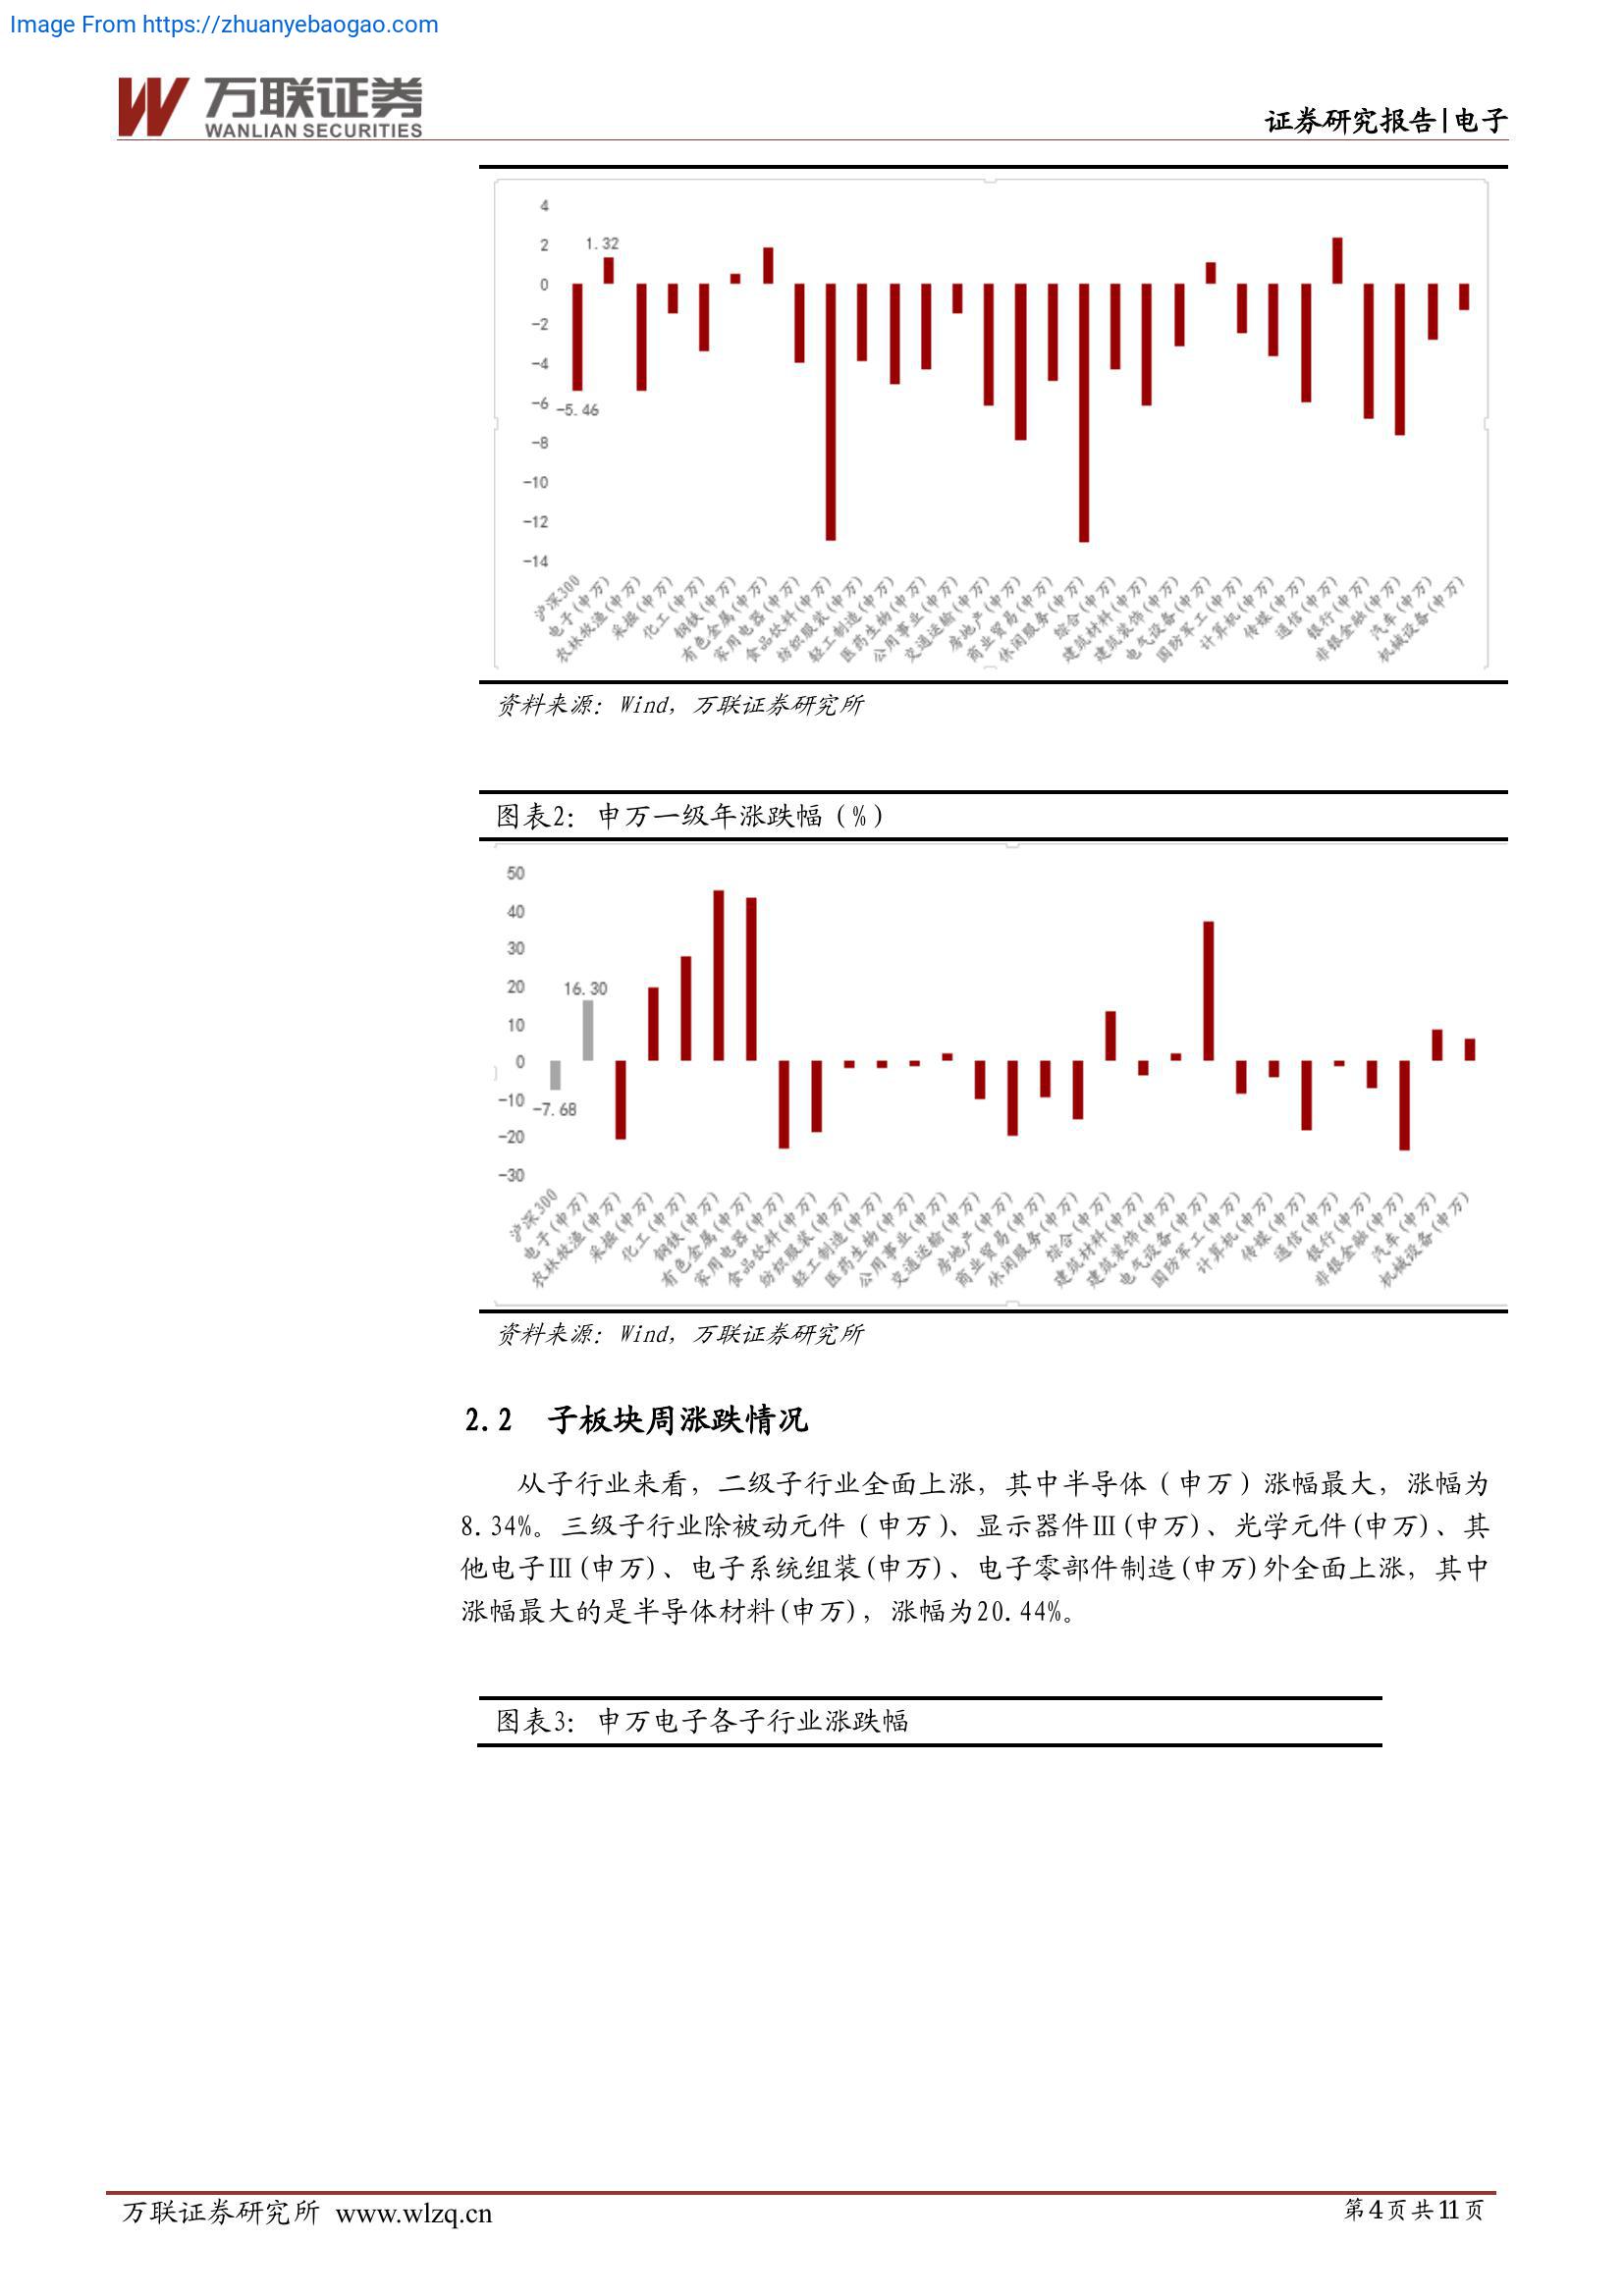 Image From https://zhuanyebaogao.com
万联证券
WANLIAN SECURITIES
证券研究报告|电子
4
2
0
-2
-4
-6
-8
-10
-12
-14
1.32
-5.46
沪深300
电子(申万)
农林牧渔(申万)
采掘(申万)
化工(申万)
钢铁(申万)
有色金属(申万)
家用电器(申万)
食品饮料(申万)
纺织服装(申万)
轻工制造(申万)
医药生物(申万)
公用事业(申万)
交通运输(申万)
房地产(申万)
商业贸易(申万)
休闲服务(申万)
综合(申万)
建筑材料(申万)
建筑装饰(申万)
电气设备(申万)
国防军工(申万)
计算机(申万)
传媒(申万)
通信(申万)
银行(申万)
非银金融(申万)
汽车(申万)
机械设备(申万)
资料来源：Wind，万联证券研究所
图表2：申万一级年涨跌幅（%）
50
40
30
20
10
0
-10
-20
-30
16.30
-7.68
沪深300
电子(申万)
农林牧渔(申万)
采掘(申万)
化工(申万)
钢铁(申万)
有色金属(申万)
家用电器(申万)
食品饮料(申万)
纺织服装(申万)
轻工制造(申万)
医药生物(申万)
公用事业(申万)
交通运输(申万)
房地产(申万)
商业贸易(申万)
休闲服务(申万)
综合(申万)
建筑材料(申万)
建筑装饰(申万)
电气设备(申万)
国防军工(申万)
计算机(申万)
传媒(申万)
通信(申万)
银行(申万)
非银金融(申万)
汽车(申万)
机械设备(申万)
资料来源：Wind，万联证券研究所
2.2 子板块周涨跌情况
从子行业来看，二级子行业全面上涨，其中半导体（申万）涨幅最大，涨幅为
8.34%。三级子行业除被动元件（申万）、显示器件Ⅲ(申万)、光学元件(申万)、其
他电子Ⅲ(申万)、电子系统组装(申万)、电子零部件制造(申万)外全面上涨，其中
涨幅最大的是半导体材料(申万)，涨幅为20.44%。
图表3：申万电子各子行业涨跌幅
万联证券研究所 www.wlzq.cn
第4页共11页